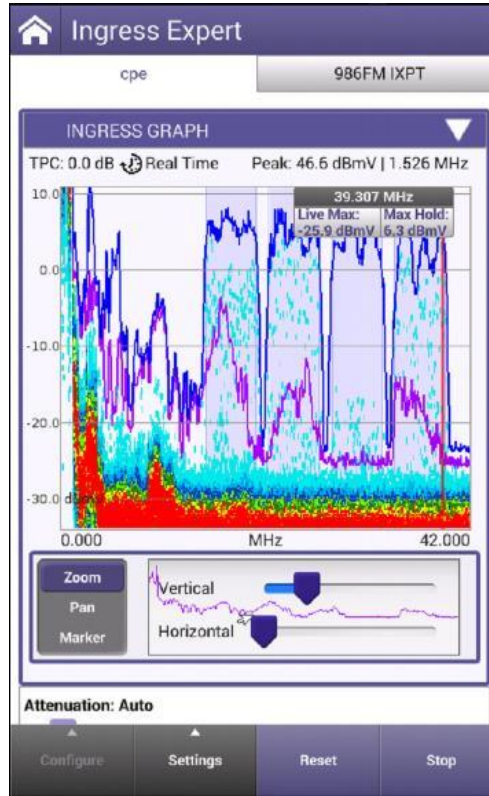 Ingress Expert
cpe 986FM IXPT
INGRESS GRAPH
TPC: 0.0 dB Real Time Peak: 46.6 dBmV | 1.526 MHz
39.307 MHz
Live Max: Max Hold:
-25.9 dBmV 6.3 dBmV
10.0
0.0
-10.0
-20.0
-30.0
0.000 MHz 42.000
Zoom
Pan
Marker
Vertical
Horizontal
Attenuation: Auto
Configure Settings Reset Stop